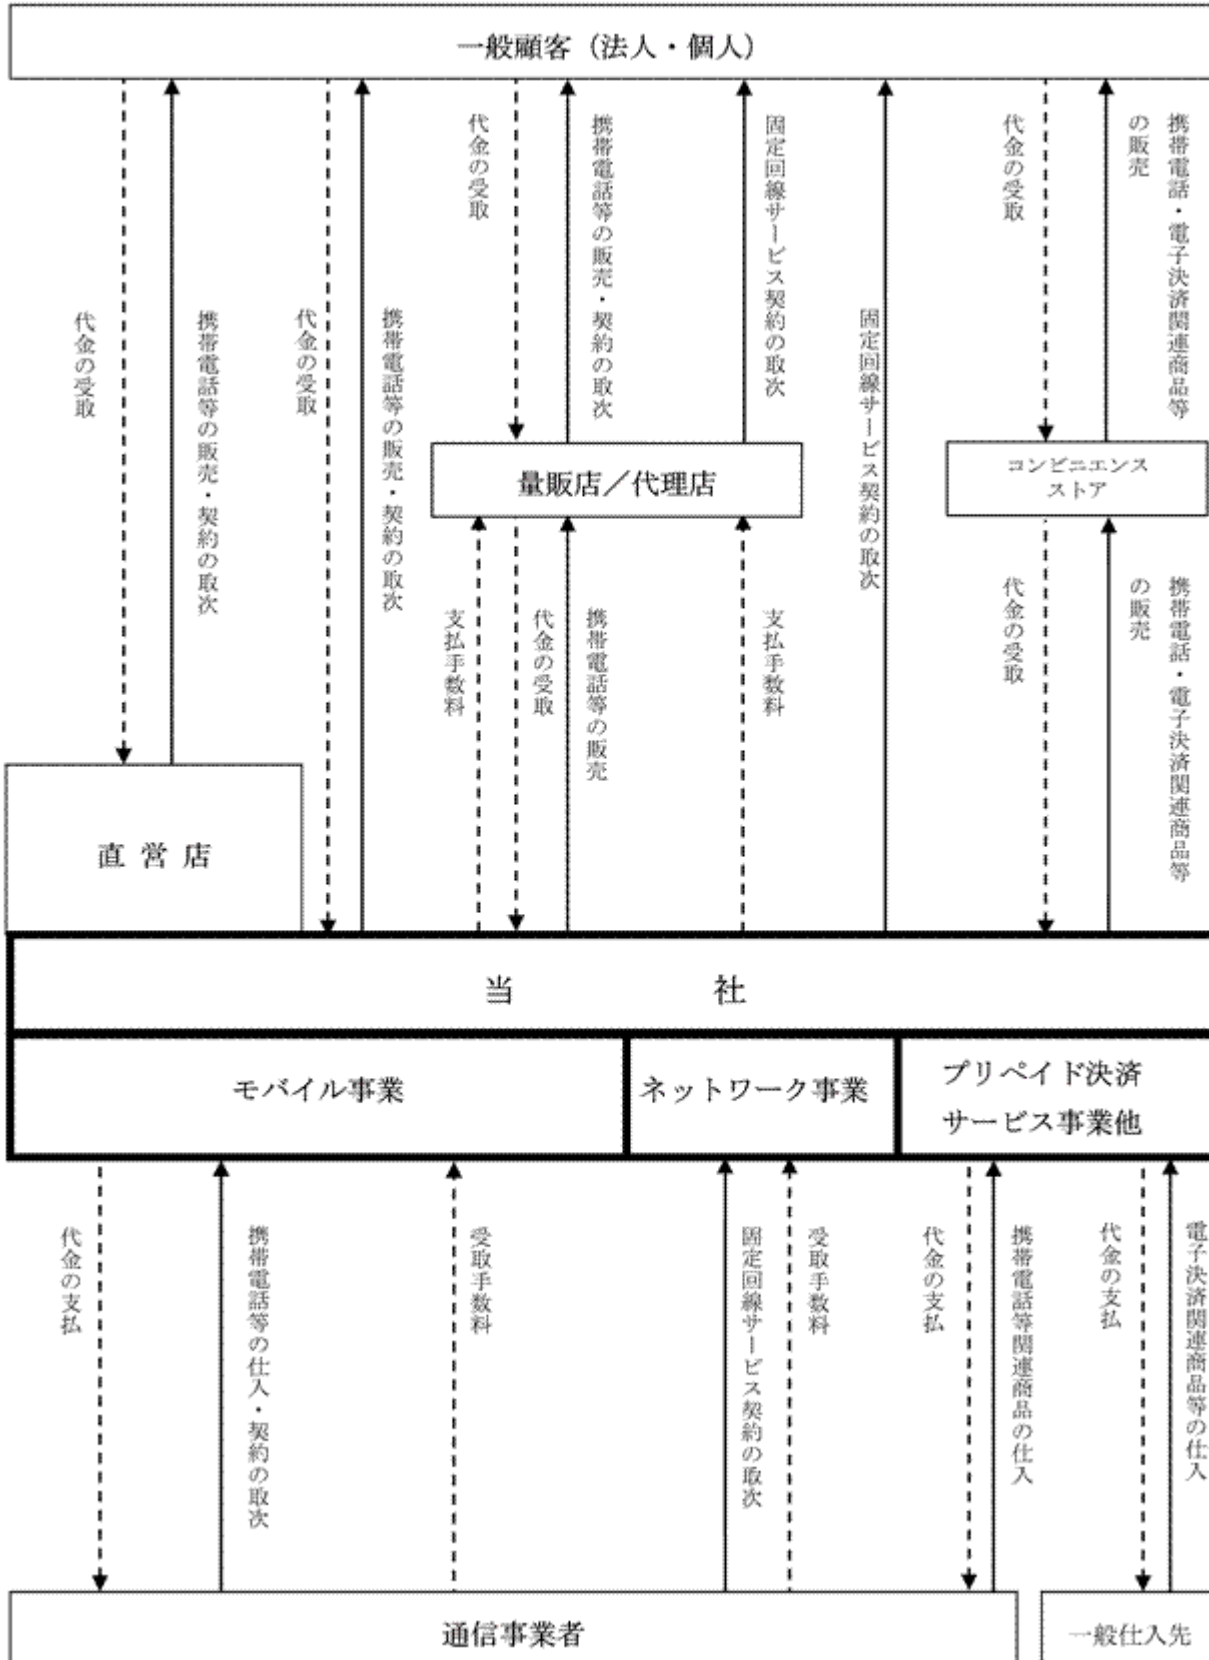 一般顧客（法人・個人）
代金の受取
携帯電話等の販売・契約の取次
代金の受取
携帯電話等の販売・契約の取次
代金の受取
携帯電話等の販売・契約の取次
固定回線サービス契約の取次
固定回線サービス契約の取次
代金の受取
携帯電話・電子決済関連商品等
の販売
量販店／代理店
コンビニエンス
ストア
支払手数料
代金の受取
携帯電話等の販売
支払手数料
代金の受取
携帯電話・電子決済関連商品等
の販売
直営店
当社
モバイル事業
ネットワーク事業
プリペイド決済
サービス事業他
代金の支払
携帯電話等の仕入・契約の取次
受取手数料
固定回線サービス契約の取次
受取手数料
代金の支払
携帯電話等関連商品の仕入
代金の支払
電子決済関連商品等の仕入
通信事業者
一般仕入先